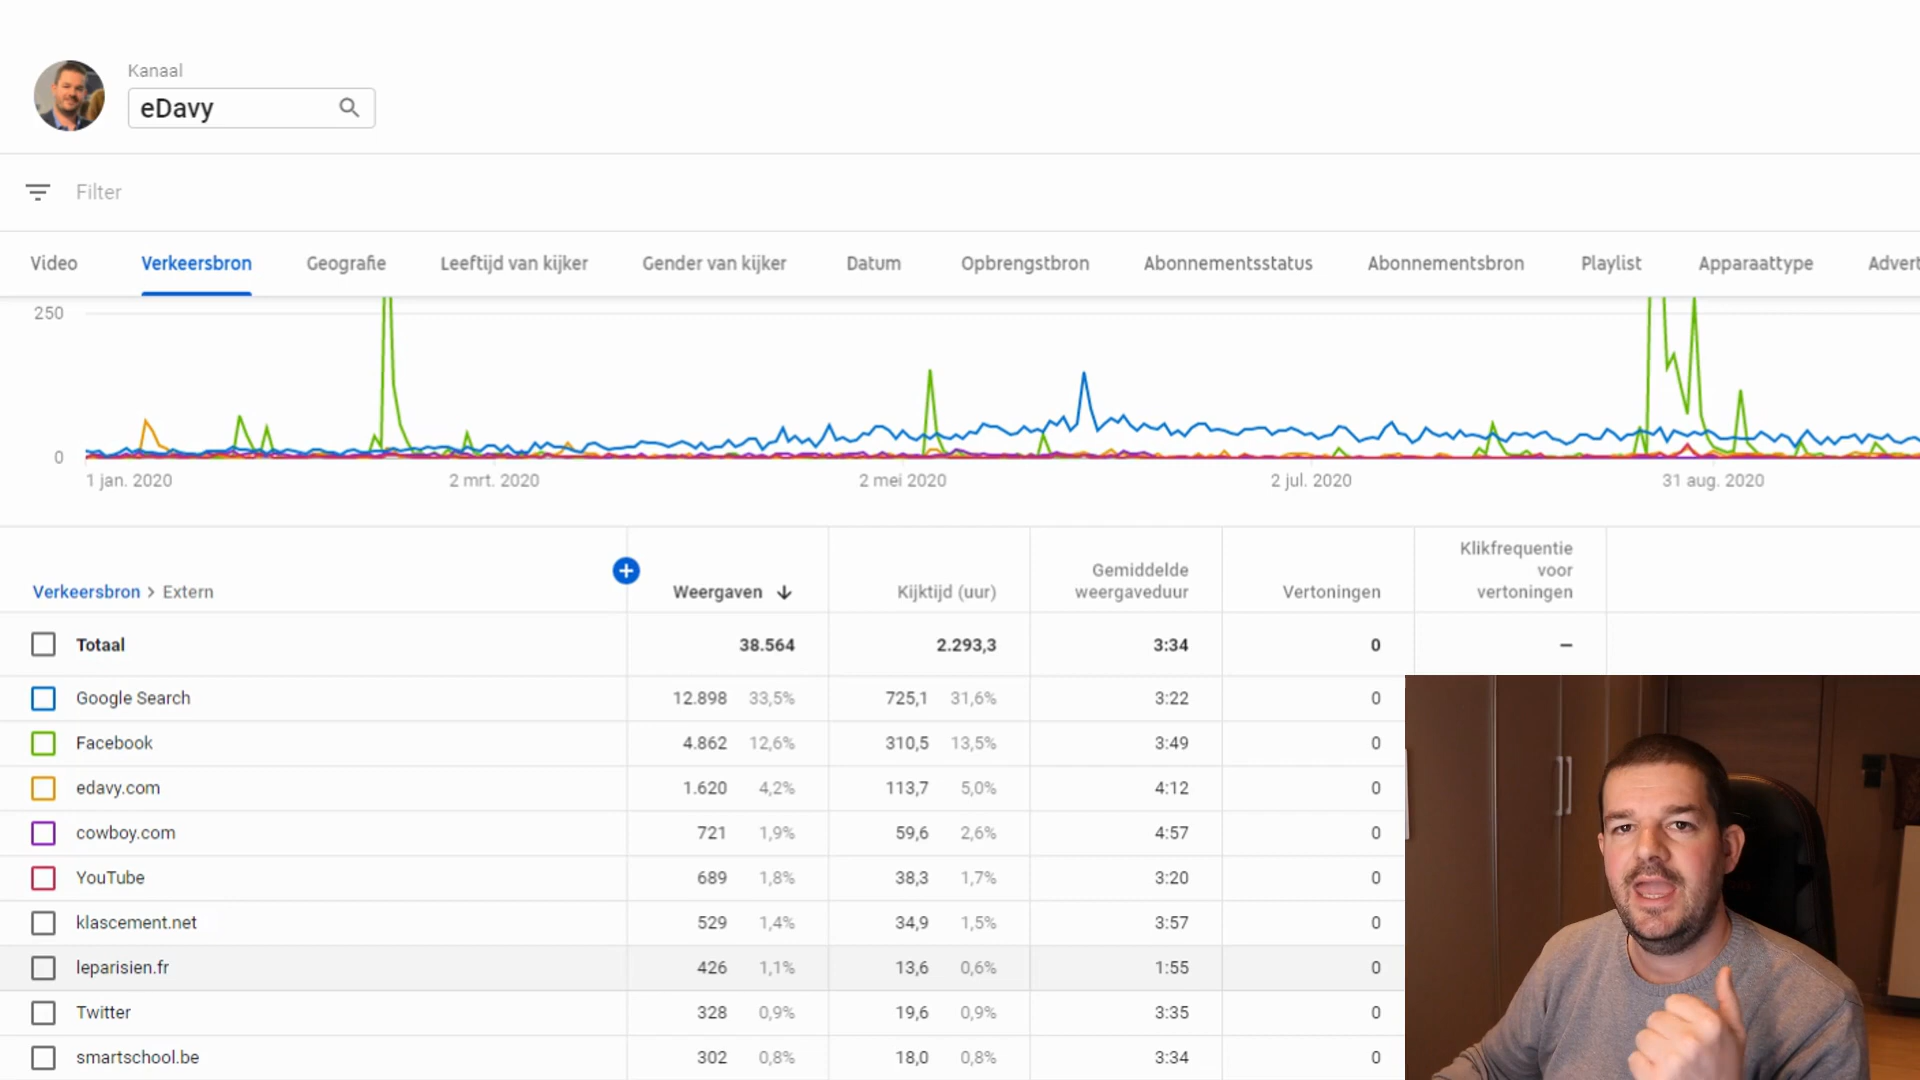 Kanaal
eDavy
Filter
Video Verkeersbron Geografie Leeftijd van kijker Gender van kijker Datum Opbrengstbron Abonnementsstatus Abonnementsbron Playlist Apparaattype Advert
250
0
1 jan. 2020 2 mrt. 2020 2 mei 2020 2 jul. 2020 31 aug. 2020
Verkeersbron > Extern Weergaven Kijktijd (uur) Gemiddelde weergaveduur Vertoningen Klikfrequentie voor vertoningen
Totaal 38.564 2.293,3 3:34 0 –
Google Search 12.898 33,5% 725,1 31,6% 3:22 0
Facebook 4.862 12,6% 310,5 13,5% 3:49 0
edavy.com 1.620 4,2% 113,7 5,0% 4:12 0
cowboy.com 721 1,9% 59,6 2,6% 4:57 0
YouTube 689 1,8% 38,3 1,7% 3:20 0
klascement.net 529 1,4% 34,9 1,5% 3:57 0
leparisien.fr 426 1,1% 13,6 0,6% 1:55 0
Twitter 328 0,9% 19,6 0,9% 3:35 0
smartschool.be 302 0,8% 18,0 0,8% 3:34 0